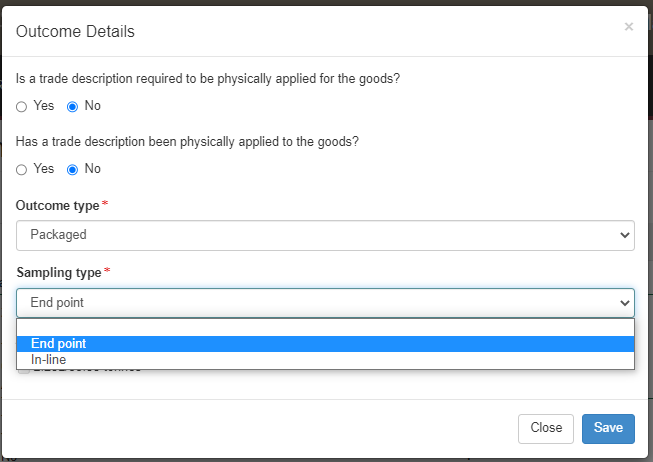 Outcome Details
×
Is a trade description required to be physically applied for the goods?
Yes No
Has a trade description been physically applied to the goods?
Yes No
Outcome type*
Packaged
Sampling type*
End point
End point
In-line
Close Save